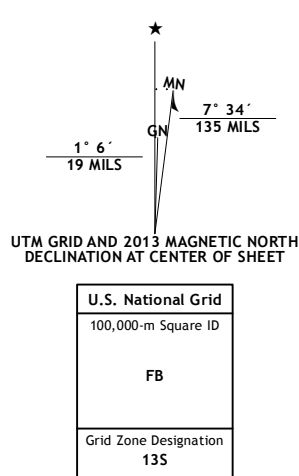 ★
MN
GN
7° 34´
135 MILS
1° 6´
19 MILS
UTM GRID AND 2013 MAGNETIC NORTH
DECLINATION AT CENTER OF SHEET
U.S. National Grid
100,000-m Square ID
FB
Grid Zone Designation
13S